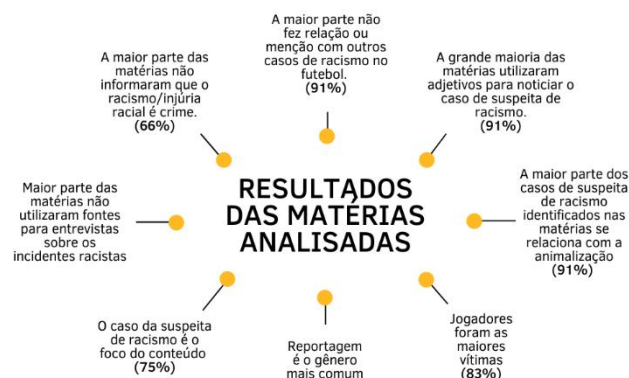 A maior parte não
fez relação ou
menção com outros
casos de racismo no
futebol.
(91%)
A maior parte das
matérias não
informaram que o
racismo/injúria
racial é crime.
(66%)
A grande maioria das
matérias utilizaram
adjetivos para noticiar o
caso de suspeita de
racismo.
(91%)
Maior parte das
matérias não
utilizaram fontes
para entrevistas
sobre os
incidentes racistas
RESULTADOS
DAS MATÉRIAS
ANALISADAS
A maior parte dos
casos de suspeita
de racismo
identificados nas
matérias se
relaciona com a
animalização
(91%)
O caso da suspeita
de racismo é o
foco do conteúdo
(75%)
Reportagem
é o gênero
mais comum
Jogadores
foram as
maiores
vítimas
(83%)